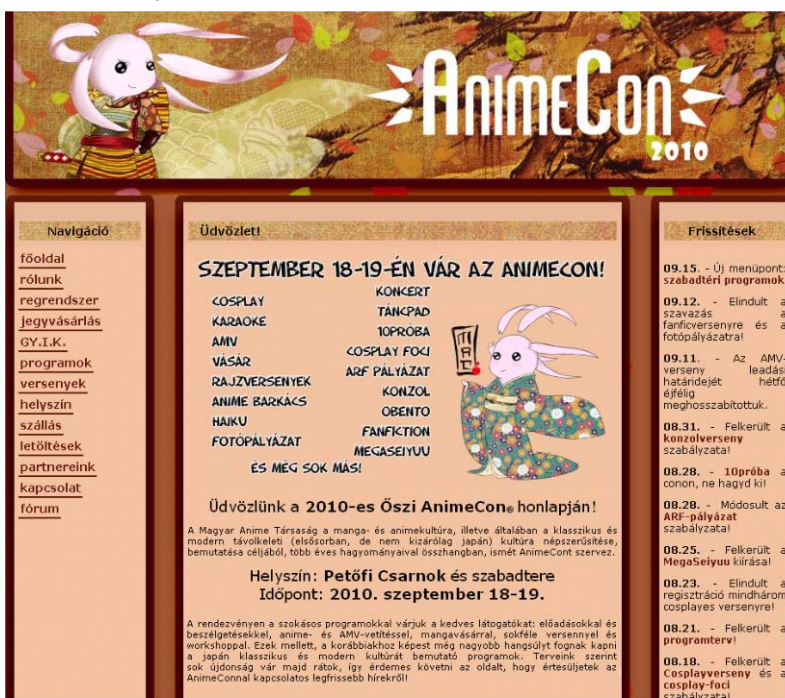 ANIMECON
2010
Navigáció
főoldal
rólunk
regrendszer
jegyvásárlás
GY.I.K.
programok
versenyek
helyszín
szállás
letöltések
partnereink
kapcsolat
fórum
Üdvözlet!
SZEPTEMBER 18-19-ÉN VÁR AZ ANIMECON!
COSPLAY
KARAOKE
AMV
VÁSÁR
RAJZVERSENYEK
ANIME BARKÁCS
HAIKU
FOTÓPÁLYÁZAT
KONCERT
TÁNCPAD
10PRÓBA
COSPLAY FOCI
ARF PÁLYÁZAT
KONZOL
OBENTO
FANFICTION
MEGASEIYUU
ÉS MÉG SOK MÁS!
MAT
Üdvözlünk a 2010-es Őszi AnimeCon® honlapján!
A Magyar Anime Társaság a manga- és animekultúra, illetve általában a klasszikus és
modern távolkeleti (elsősorban, de nem kizárólag japán) kultúra népszerűsítése,
bemutatása céljából, több éves hagyományaival összhangban, ismét AnimeCont szervez.
Helyszín: Petőfi Csarnok és szabadtere
Időpont: 2010. szeptember 18-19.
A rendezvényen a szokásos programokkal várjuk a kedves látogatókat: előadásokkal és
beszélgetésekkel, anime- és AMV-vetítéssel, mangavásárral, sokféle versennyel és
workshoppal. Ezek mellett, a korábbiakhoz képest még nagyobb hangsúlyt fognak kapni
a japán klasszikus és modern kultúrát bemutató programok. Terveink szerint
sok újdonság vár majd rátok, így érdemes követni az oldalt, hogy értesüljetek az
AnimeConnal kapcsolatos legfrissebb hírekről!
Frissítések
09.15. - Új menüpont:
szabadtéri programok
09.12. - Elindult a
szavazás a
fanficversenyre és a
fotópályázatra!
09.11. - Az AMV-
verseny leadási
határidejét hétfő
éjfélig
meghosszabítottuk.
08.31. - Felkerült a
konzolverseny
szabályzata!
08.28. - 10próba a
conon, ne hagyd ki!
08.28. - Módosult az
ARF-pályázat
szabályzata!
08.25. - Felkerült a
MegaSeiyuu kiírása!
08.23. - Elindult a
regisztráció mindhárom
cosplayes versenyre!
08.21. - Felkerült a
programterv!
08.18. - Felkerült a
Cosplayverseny és a
cosplay-foci
szabályzata!